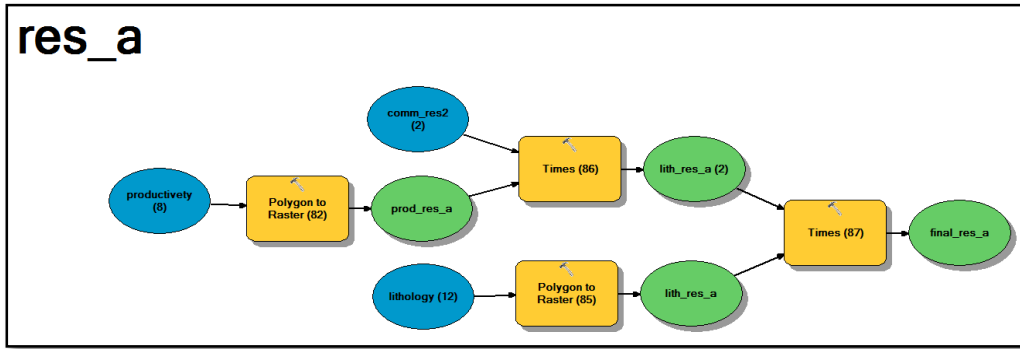 res_a
comm_res2
(2)
Times (86)
lith_res_a (2)
productively
(8)
Polygon to
Raster (82)
prod_res_a
Times (87)
final_res_a
lithology (12)
Polygon to
Raster (85)
lith_res_a